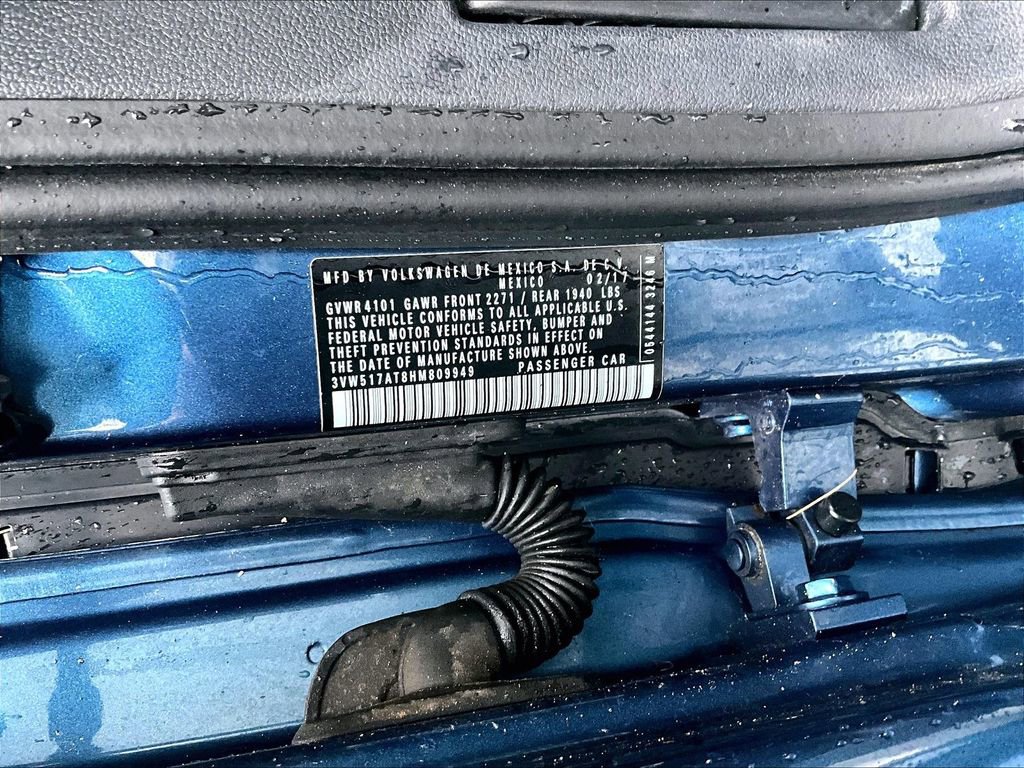 MFD BY VOLKSWAGEN DE MEXICO S.A. DE C.V.
MEXICO 02/17
GVWR 4101 GAWR FRONT 2271 / REAR 1940 LBS
THIS VEHICLE CONFORMS TO ALL APPLICABLE U.S.
FEDERAL MOTOR VEHICLE SAFETY, BUMPER AND
THEFT PREVENTION STANDARDS IN EFFECT ON
THE DATE OF MANUFACTURE SHOWN ABOVE.
3VW517AT8HM809949 PASSENGER CAR
0544144 3246 M